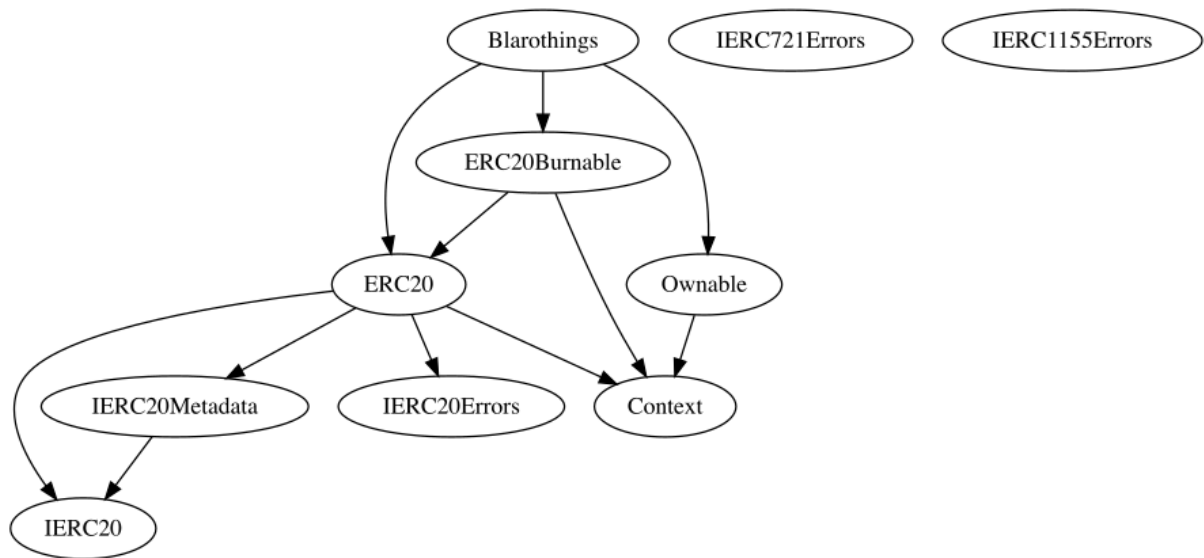 Blarothings
IERC721Errors
IERC1155Errors
ERC20Burnable
ERC20
Ownable
IERC20Metadata
IERC20Errors
Context
IERC20